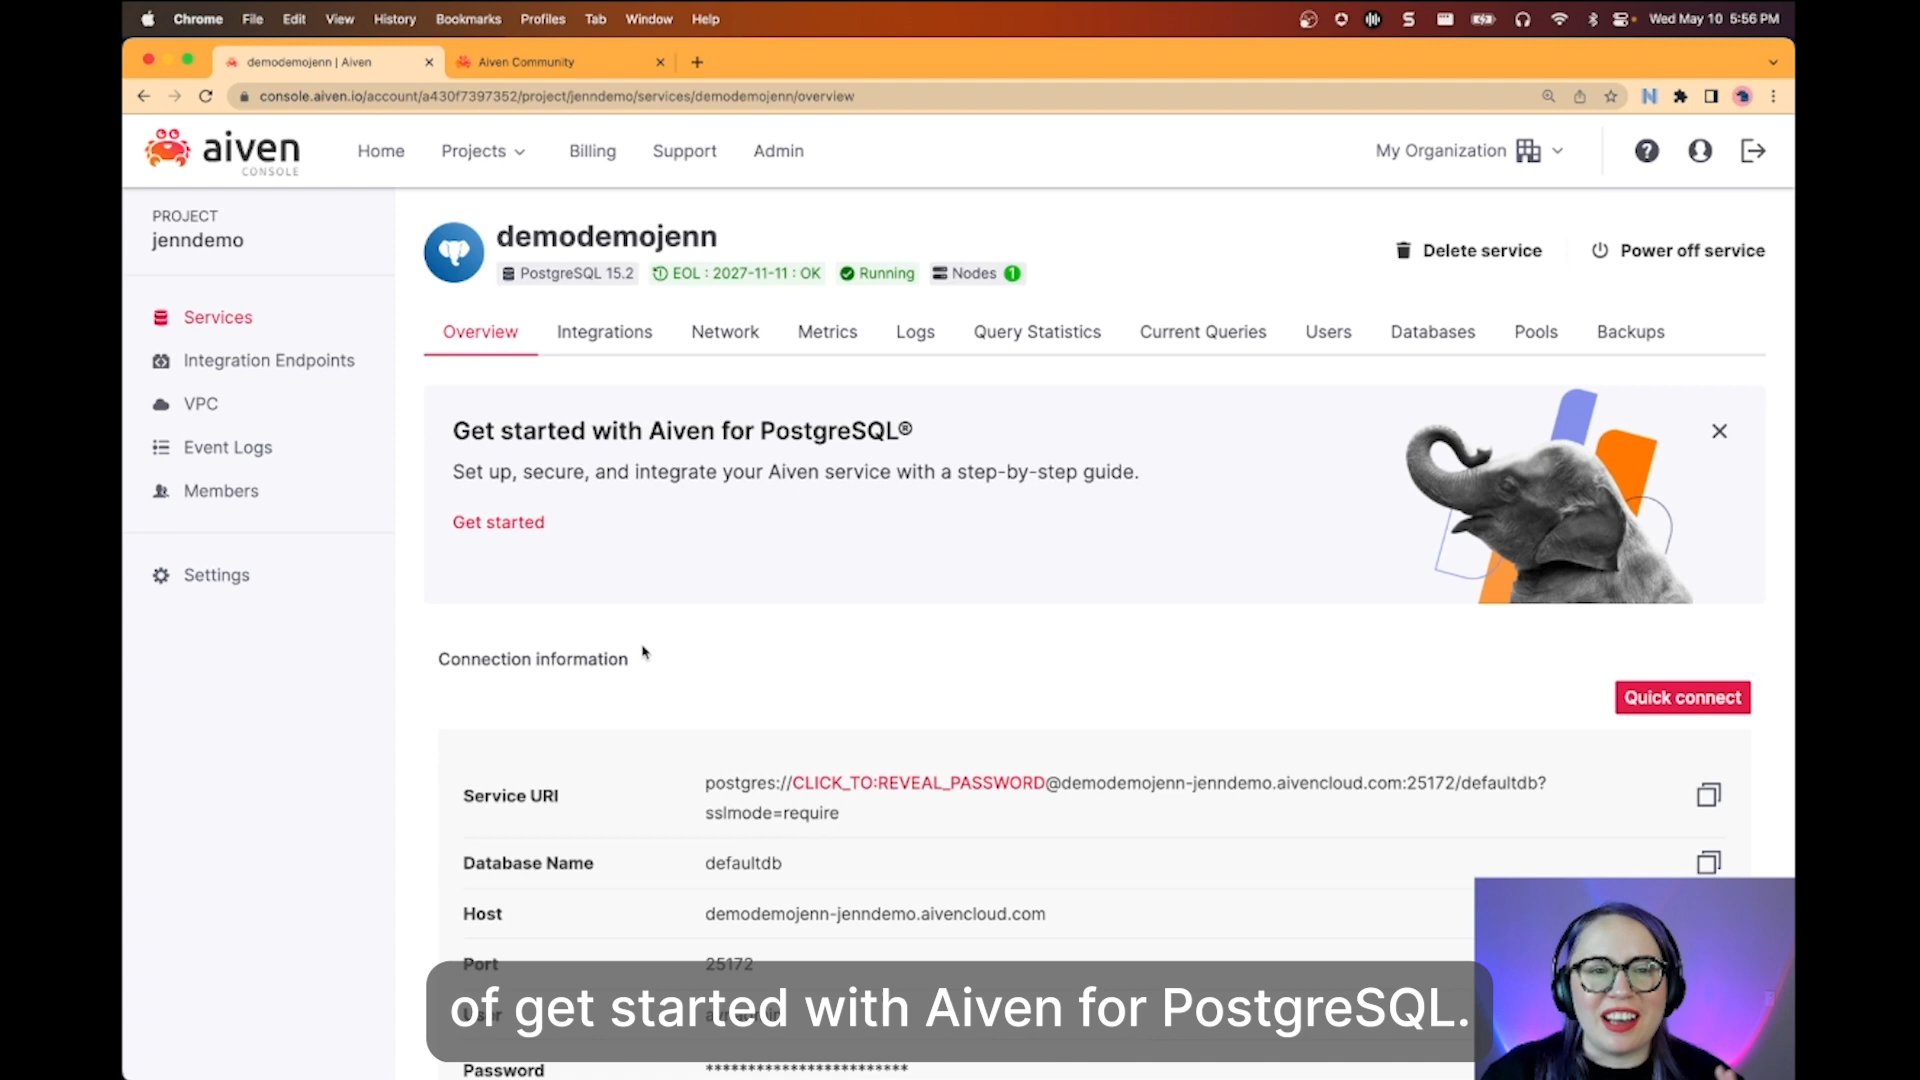 Chrome File Edit View History Bookmarks Profiles Tab Window Help Wed May 10 5:56 PM
demodemojenn | Aiven Aiven Community
console.aiven.io/account/a430f7397352/project/jenndemo/services/demodemojenn/overview
aiven Home Projects Billing Support Admin My Organization
CONSOLE
PROJECT
jenndemo
Services
Integration Endpoints
VPC
Event Logs
Members
Settings
demodemojenn
Delete service Power off service
PostgreSQL 15.2 EOL : 2027-11-11 : OK Running Nodes 1
Overview Integrations Network Metrics Logs Query Statistics Current Queries Users Databases Pools Backups
Get started with Aiven for PostgreSQL®
Set up, secure, and integrate your Aiven service with a step-by-step guide.
Get started
Connection information
Quick connect
Service URI postgres://CLICK_TO:REVEAL_PASSWORD@demodemojenn-jenndemo.aivencloud.com:25172/defaultdb?
sslmode=require
Database Name defaultdb
Host demodemojenn-jenndemo.aivencloud.com
Port 25172
of get started with Aiven for PostgreSQL.
Password ************************